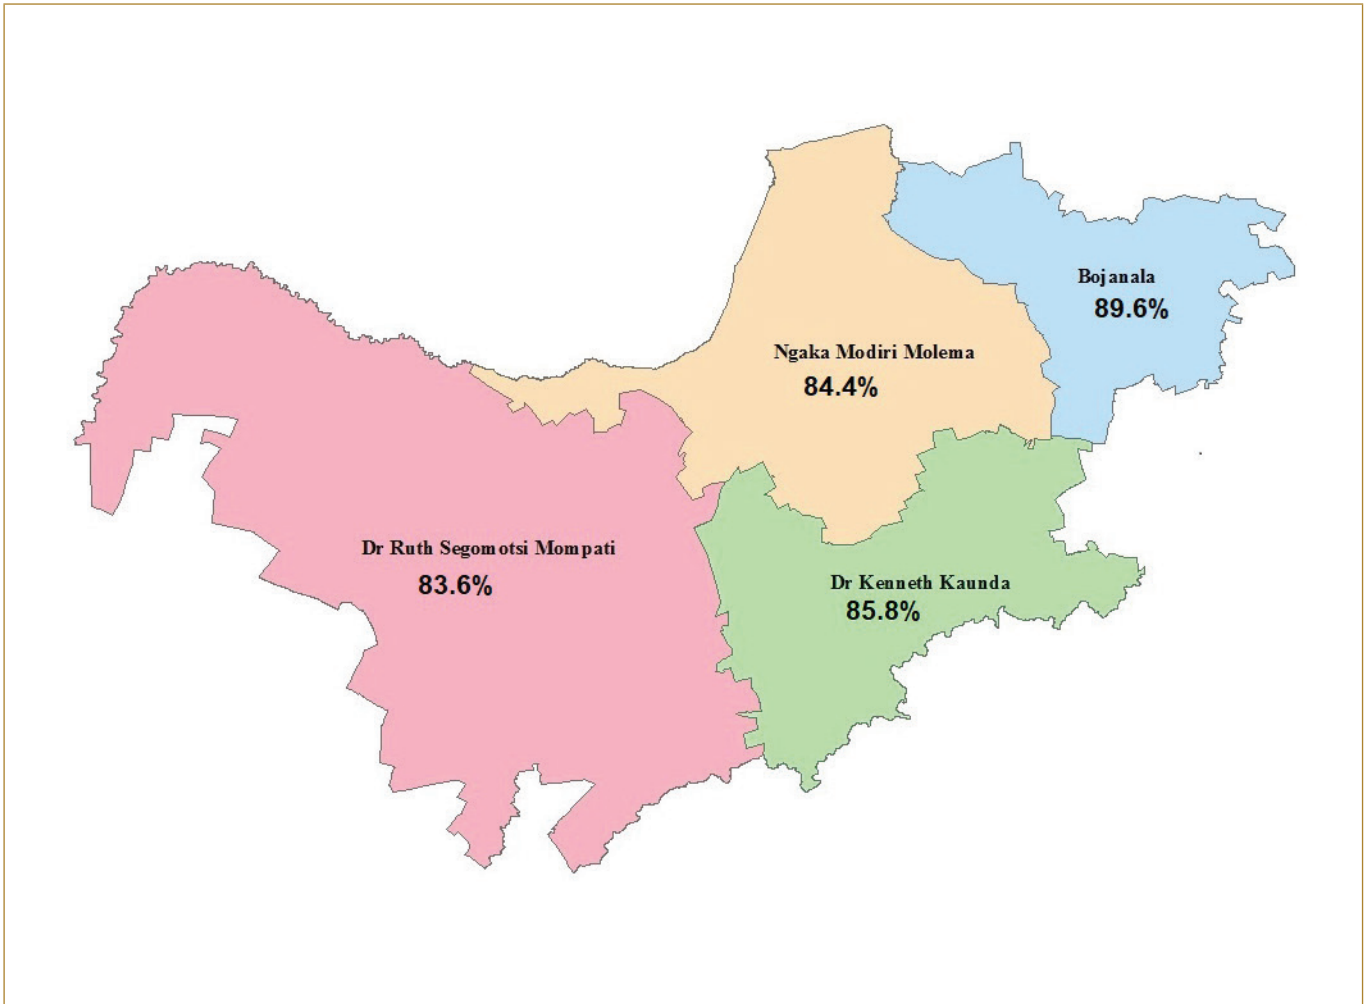 Bojanala
89.6%
Ngaka Modiri Molema
84.4%
Dr Ruth Segomotsi Mompati
83.6%
Dr Kenneth Kaunda
85.8%